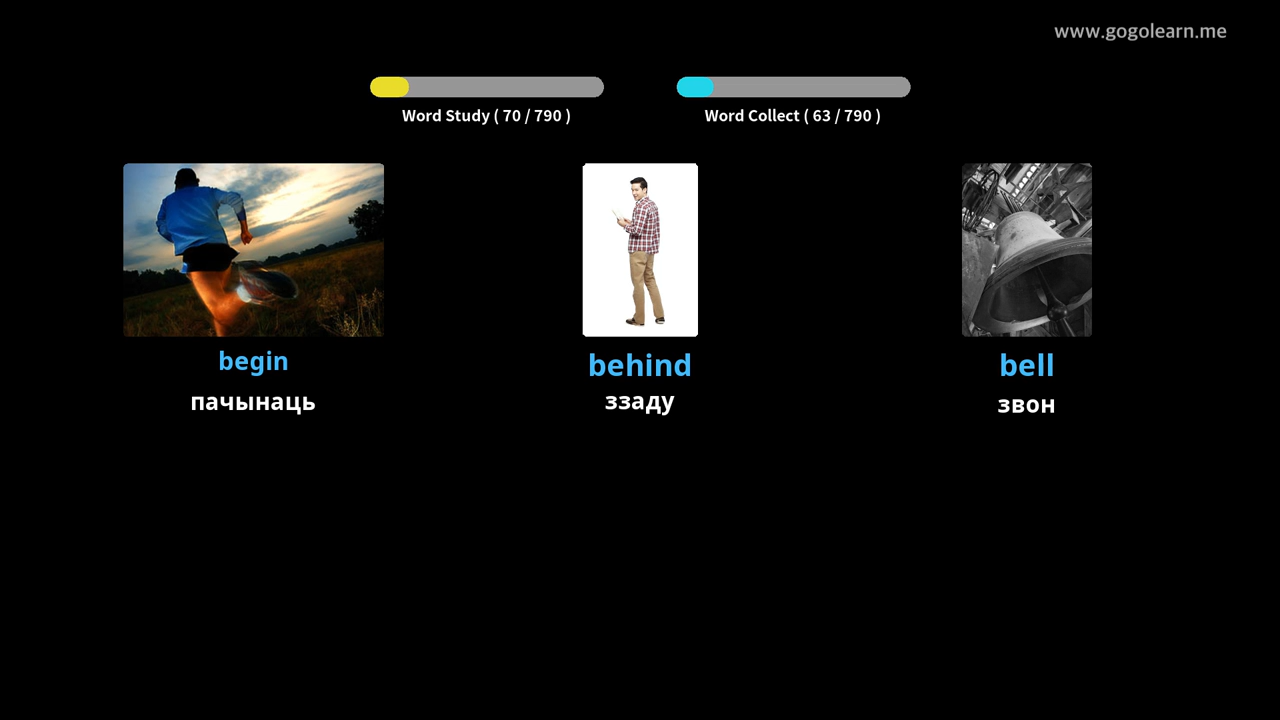 www.gogolearn.me
Word Study ( 70 / 790 )
Word Collect ( 63 / 790 )
begin
behind
bell
пачынаць
ззаду
звон